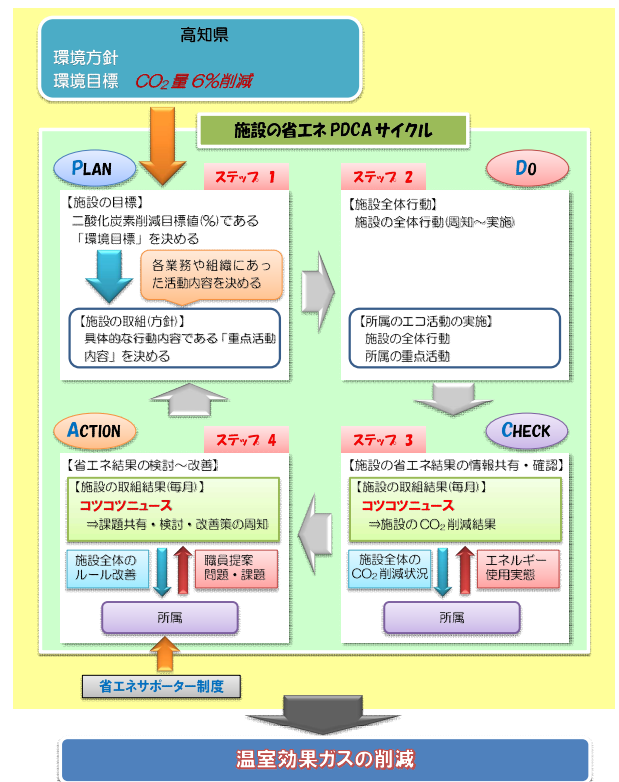 高知県
環境方針
環境目標 CO2量 6%削減
施設の省エネ PDCA サイクル
PLAN
ステップ 1
【施設の目標】
二酸化炭素削減目標値(%)である
「環境目標」を決める
各業務や組織にあっ
た活動内容を決める
【施設の取組(方針)】
具体的な行動内容である「重点活動
内容」を決める
ステップ 2
DO
【施設全体行動】
施設の全体行動(周知～実施)
【所属のエコ活動の実施】
施設の全体行動
所属の重点活動
ステップ 3
CHECK
【施設の省エネ結果の情報共有・確認】
【施設の取組結果(毎月)】
コツコツニュース
⇒施設のCO2削減結果
施設全体の
CO2削減状況
エネルギー
使用実態
所属
ACTION
ステップ 4
【省エネ結果の検討～改善】
【施設の取組結果(毎月)】
コツコツニュース
⇒課題共有・検討・改善策の周知
施設全体の
ルール改善
職員提案
問題・課題
所属
省エネサポーター制度
温室効果ガスの削減